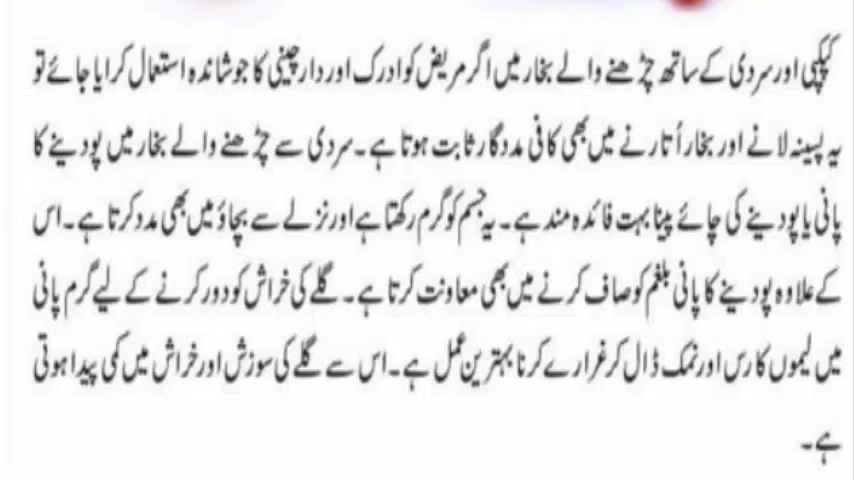 کپکپی اور سردی کے ساتھ چڑھنے والے بخار میں اگر مریض کو ادرک اور دار چینی کا جوشاندہ استعمال کرایا جائے تو
یہ پسینہ لانے اور بخار اُتارنے میں بھی کافی مددگار ثابت ہوتا ہے۔ سردی سے چڑھنے والے بخار میں پودینے کا
پانی یا پودینے کی چائے پینا بہت فائدہ مند ہے۔ یہ جسم کو گرم رکھتا ہے اور نزلے سے بچاؤ میں بھی مدد کرتا ہے۔ اس
کے علاوہ پودینے کا پانی بلغم کو صاف کرنے میں بھی معاونت کرتا ہے۔ گلے کی خراش کو دور کرنے کے لیے گرم پانی
میں لیموں کا رس اور نمک ڈال کر غرارے کرنا بہترین عمل ہے۔ اس سے گلے کی سوزش اور خراش میں کمی پیدا ہوتی
ہے۔